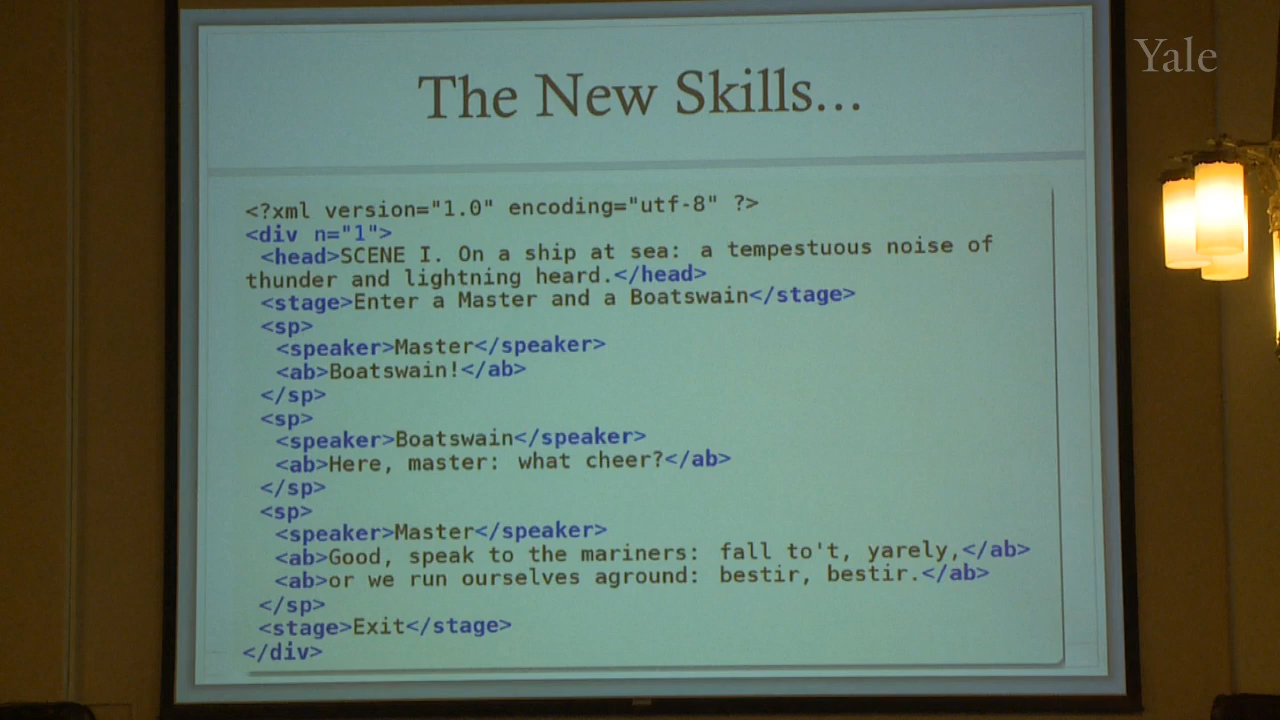 The New Skills...
Yale
<?xml version="1.0" encoding="utf-8" ?>
<div n="1">
<head>SCENE I. On a ship at sea: a tempestuous noise of
thunder and lightning heard.</head>
<stage>Enter a Master and a Boatswain</stage>
<sp>
<speaker>Master</speaker>
<ab>Boatswain!</ab>
</sp>
<sp>
<speaker>Boatswain</speaker>
<ab>Here, master: what cheer?</ab>
</sp>
<sp>
<speaker>Master</speaker>
<ab>Good, speak to the mariners: fall to't, yarely,</ab>
<ab>or we run ourselves aground: bestir, bestir.</ab>
</sp>
<stage>Exit</stage>
</div>